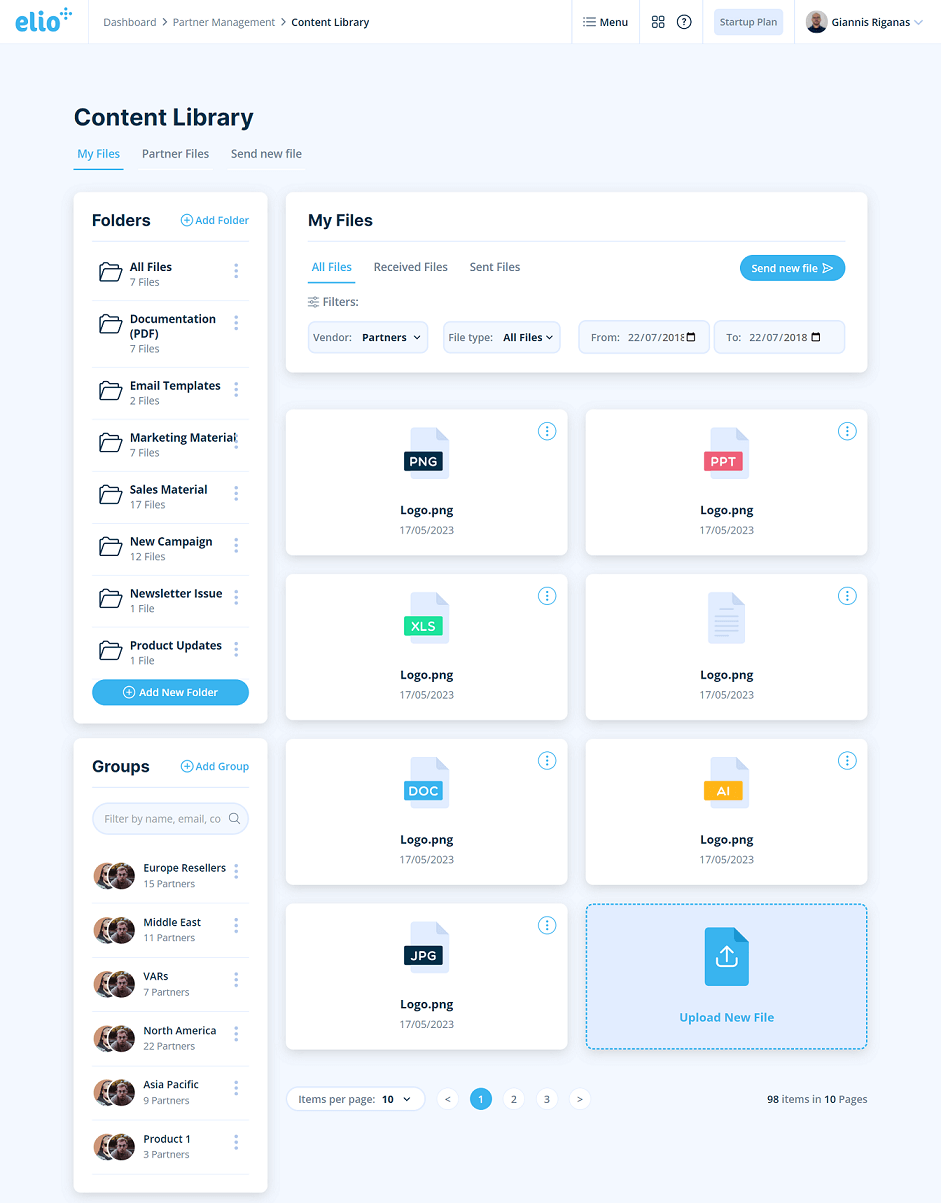 elio
Dashboard > Partner Management > Content Library
Menu
?
Startup Plan
Giannis Riganas
Content Library
My Files
Partner Files
Send new file
Folders
Add Folder
All Files
7 Files
Documentation
(PDF)
7 Files
Email Templates
2 Files
Marketing Material
7 Files
Sales Material
17 Files
New Campaign
12 Files
Newsletter Issue
1 File
Product Updates
1 File
Add New Folder
Groups
Add Group
Filter by name, email, co
Europe Resellers
15 Partners
Middle East
11 Partners
VARs
7 Partners
North America
22 Partners
Asia Pacific
9 Partners
Product 1
3 Partners
My Files
All Files
Received Files
Sent Files
Send new file
Filters:
Vendor: Partners
File type: All Files
From: 22/07/2018
To: 22/07/2018
PNG
Logo.png
17/05/2023
PPT
Logo.png
17/05/2023
XLS
Logo.png
17/05/2023
Logo.png
17/05/2023
DOC
Logo.png
17/05/2023
AI
Logo.png
17/05/2023
JPG
Logo.png
17/05/2023
Upload New File
Items per page: 10
< 1 2 3 >
98 items in 10 Pages